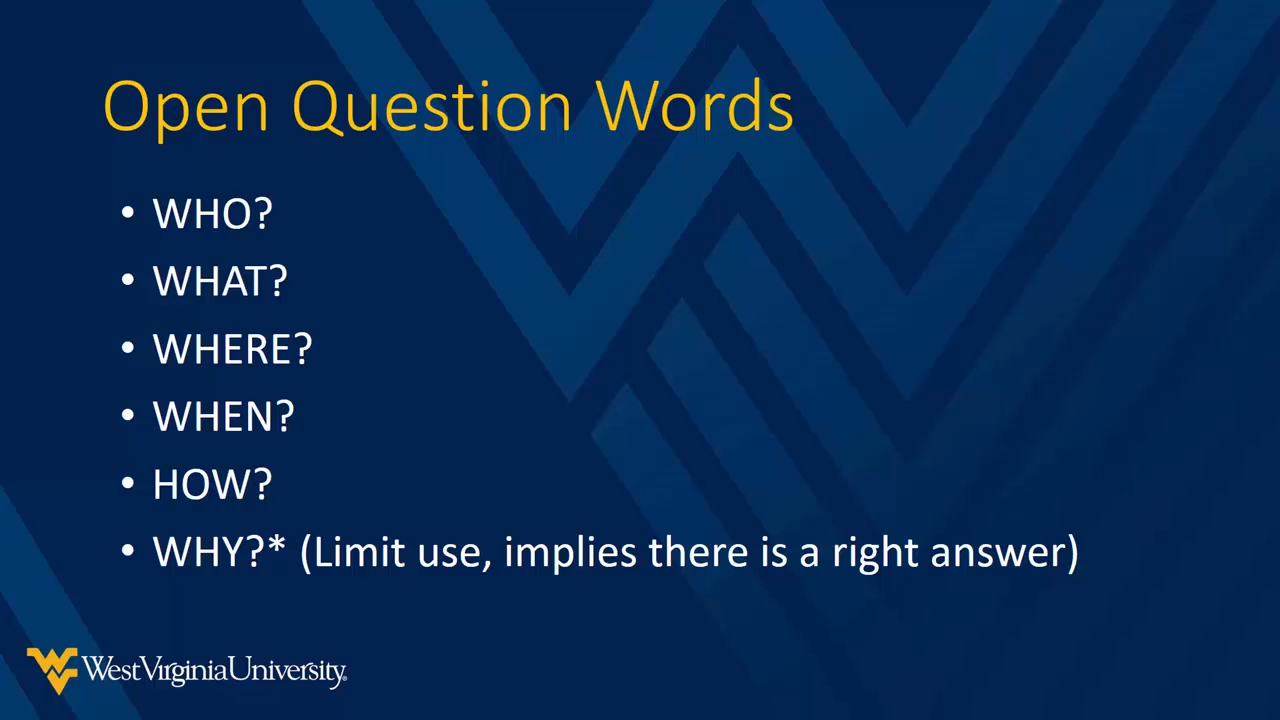 Open Question Words
• WHO?
• WHAT?
• WHERE?
• WHEN?
• HOW?
• WHY?* (Limit use, implies there is a right answer)
WestVirginiaUniversity®